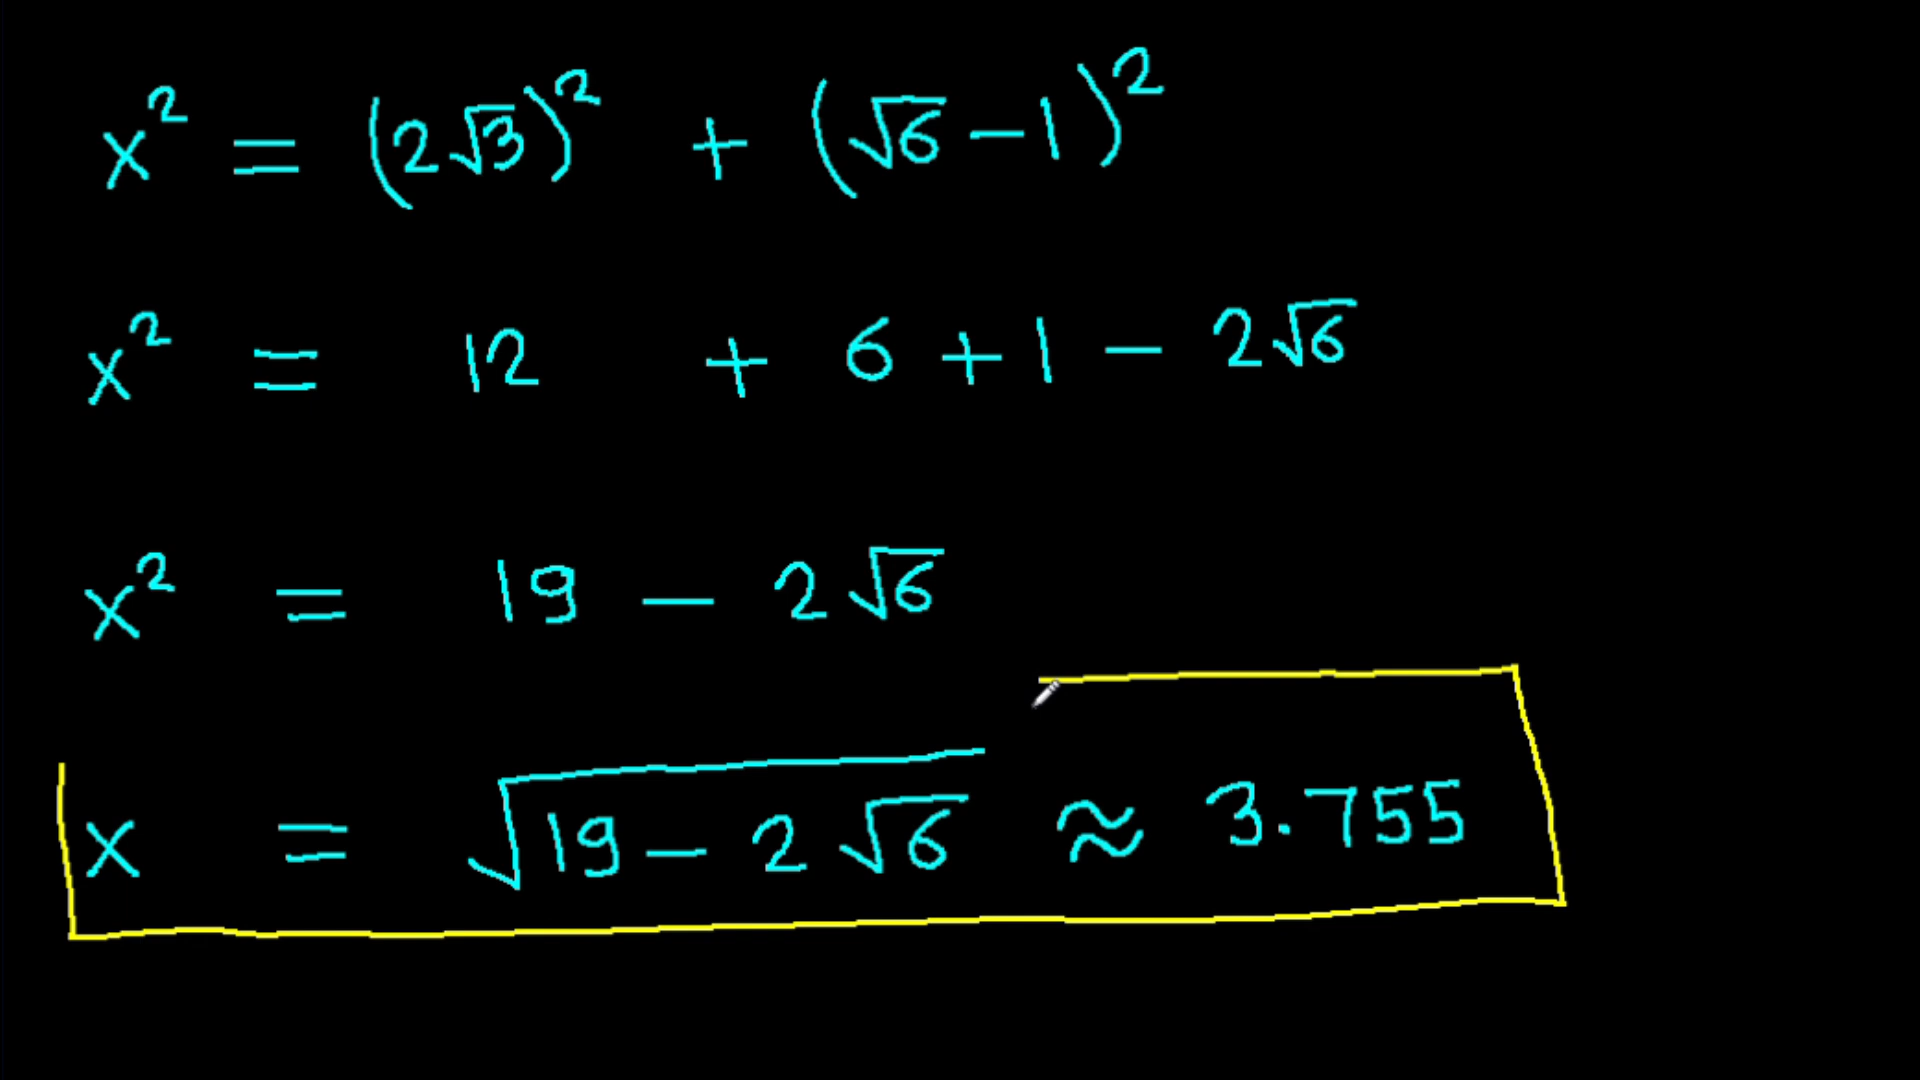 x² = (2√3)² + (√6 - 1)²
x² = 12 + 6 + 1 - 2√6
x² = 19 - 2√6
x = √(19 - 2√6) ≈ 3.755